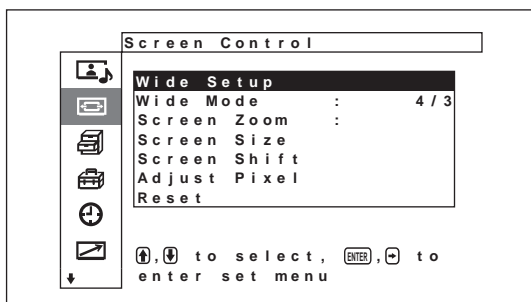 Screen Control
Wide Setup
Wide Mode : 4/3
Screen Zoom :
Screen Size
Screen Shift
Adjust Pixel
Reset
↑,↓ to select, ENTER,→ to
enter set menu